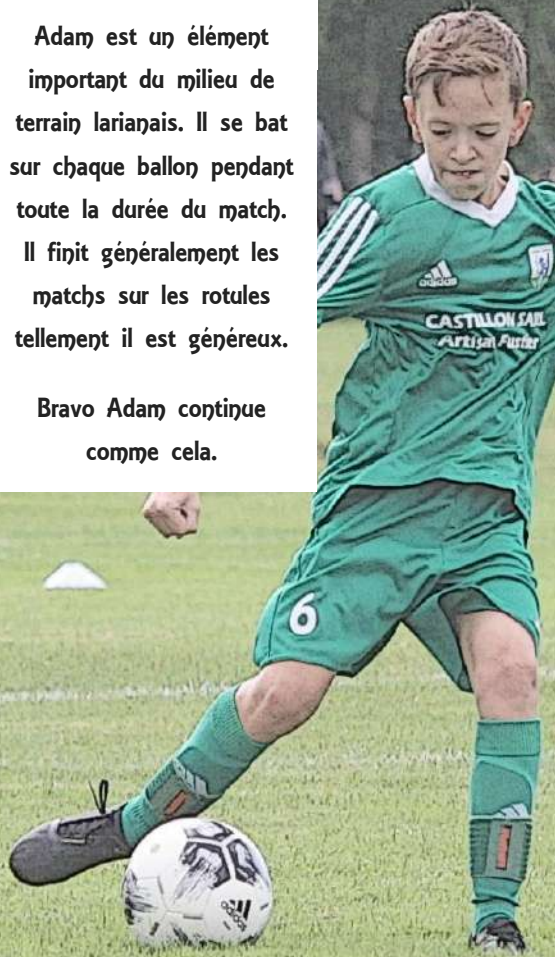 Adam est un élément
important du milieu de
terrain larianais. Il se bat
sur chaque ballon pendant
toute la durée du match.
Il finit généralement les
matchs sur les rotules
tellement il est généreux.
Bravo Adam continue
comme cela.
adidas
CASTILLON SARL
Artisan Fustier
6
adidas